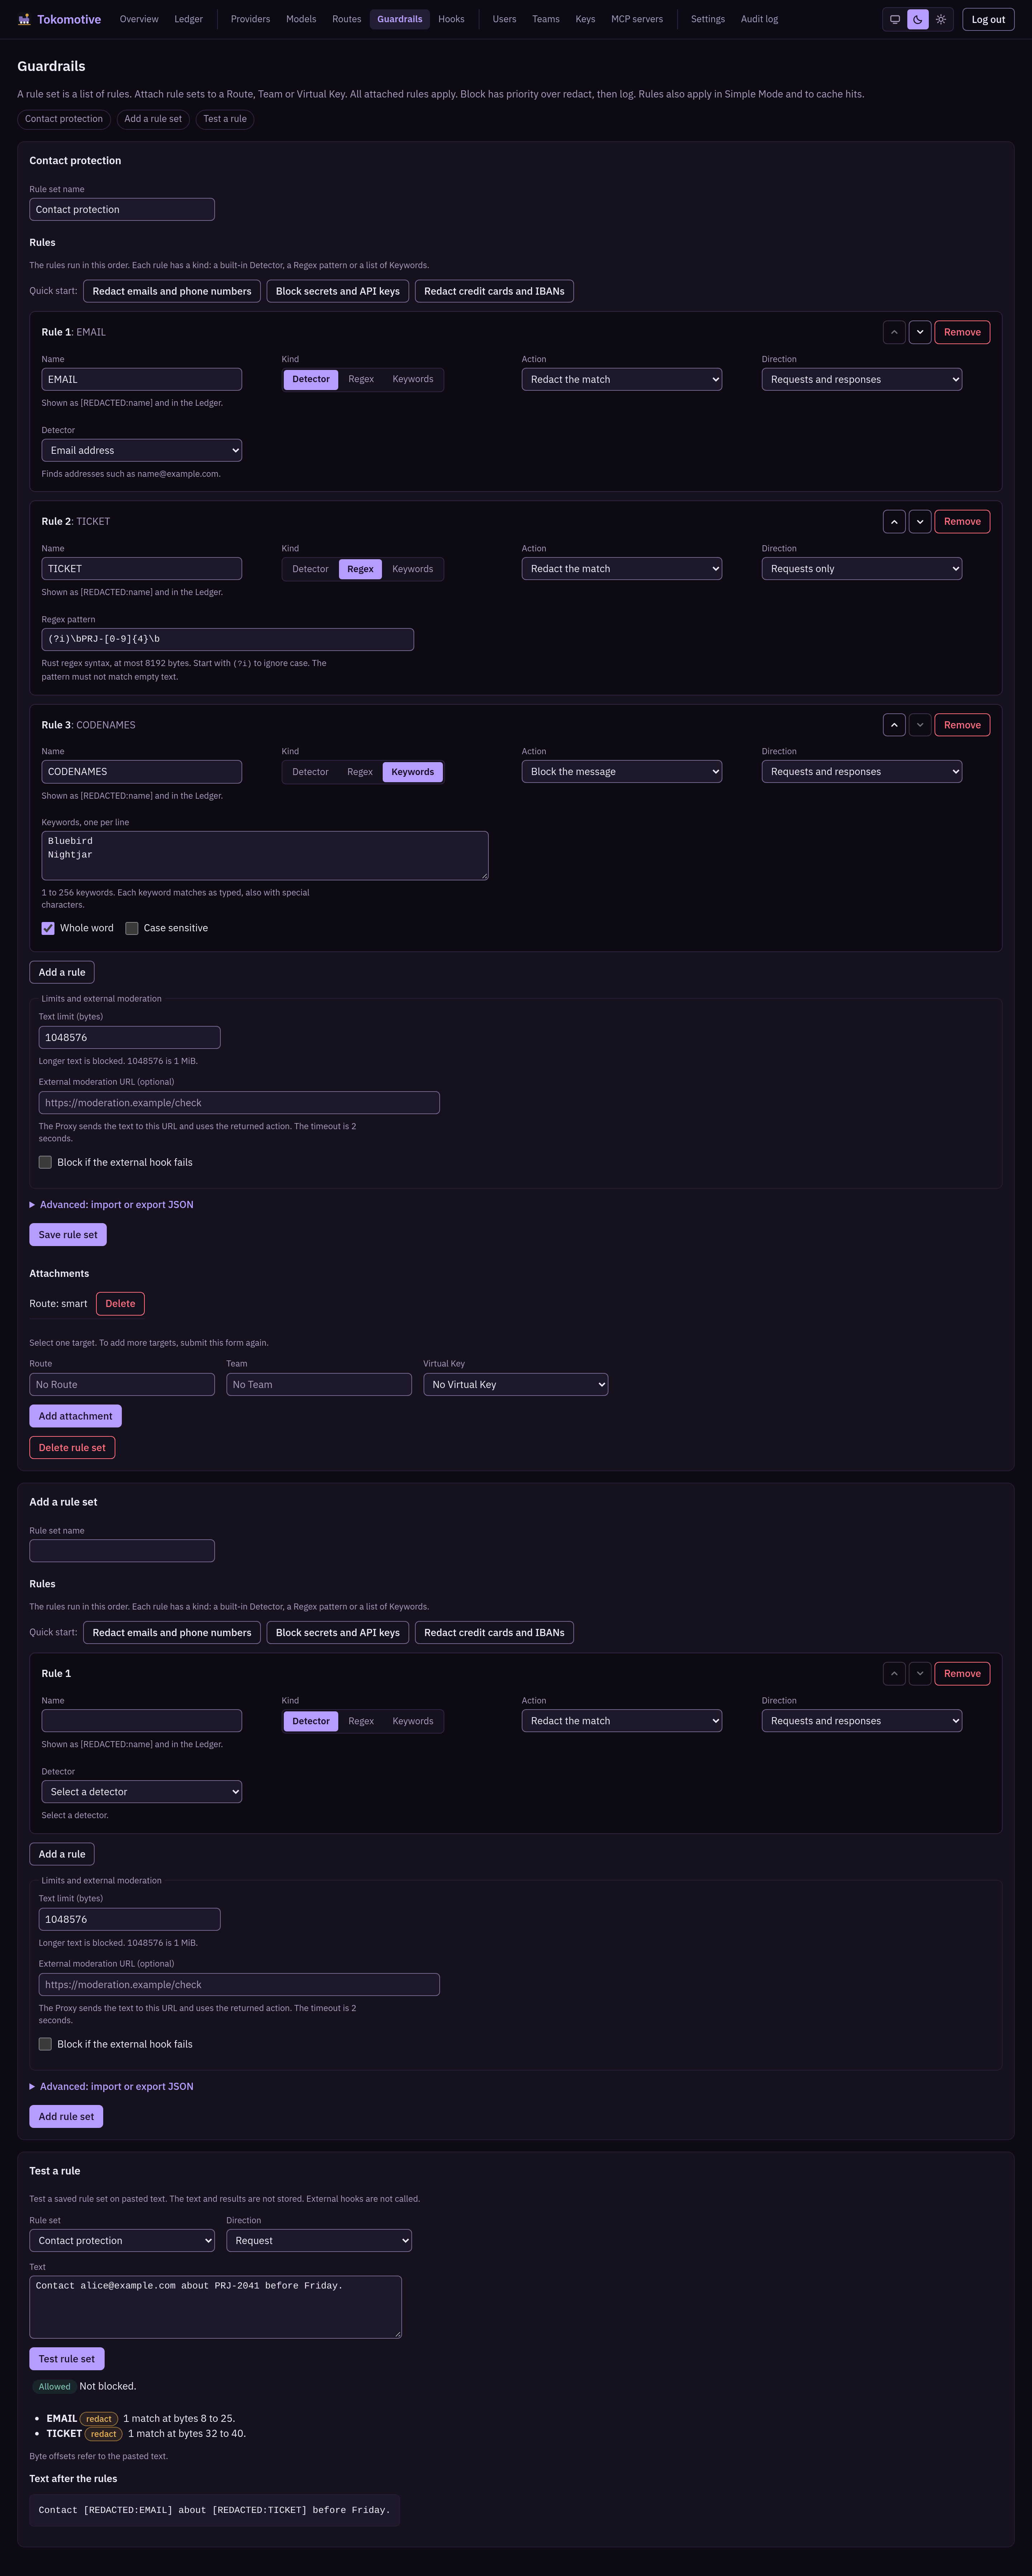 Tokomotive Overview Ledger Providers Models Routes Guardrails Hooks Users Teams Keys MCP servers Settings Audit log Log out
Guardrails
A rule set is a list of rules. Attach rule sets to a Route, Team or Virtual Key. All attached rules apply. Block has priority over redact, then log. Rules also apply in Simple Mode and to cache hits.
Contact protection Add a rule set Test a rule
Contact protection
Rule set name
Contact protection
Rules
The rules run in this order. Each rule has a kind: a built-in Detector, a Regex pattern or a list of Keywords.
Quick start: Redact emails and phone numbers Block secrets and API keys Redact credit cards and IBANs
Rule 1: EMAIL Remove
Name Kind Action Direction
EMAIL Detector Regex Keywords Redact the match Requests and responses
Shown as [REDACTED:name] and in the Ledger.
Detector
Email address
Finds addresses such as name@example.com.
Rule 2: TICKET Remove
Name Kind Action Direction
TICKET Detector Regex Keywords Redact the match Requests only
Shown as [REDACTED:name] and in the Ledger.
Regex pattern
(?i)\bPRJ-[0-9]{4}\b
Rust regex syntax, at most 8192 bytes. Start with (?i) to ignore case. The
pattern must not match empty text.
Rule 3: CODENAMES Remove
Name Kind Action Direction
CODENAMES Detector Regex Keywords Block the message Requests and responses
Shown as [REDACTED:name] and in the Ledger.
Keywords, one per line
Bluebird
Nightjar
1 to 256 keywords. Each keyword matches as typed, also with special
characters.
Whole word Case sensitive
Add a rule
Limits and external moderation
Text limit (bytes)
1048576
Longer text is blocked. 1048576 is 1 MiB.
External moderation URL (optional)
https://moderation.example/check
The Proxy sends the text to this URL and uses the returned action. The timeout is 2
seconds.
Block if the external hook fails
Advanced: import or export JSON
Save rule set
Attachments
Route: smart Delete
Select one target. To add more targets, submit this form again.
Route Team Virtual Key
No Route No Team No Virtual Key
Add attachment
Delete rule set
Add a rule set
Rule set name
Rules
The rules run in this order. Each rule has a kind: a built-in Detector, a Regex pattern or a list of Keywords.
Quick start: Redact emails and phone numbers Block secrets and API keys Redact credit cards and IBANs
Rule 1 Remove
Name Kind Action Direction
Detector Regex Keywords Redact the match Requests and responses
Shown as [REDACTED:name] and in the Ledger.
Detector
Select a detector
Select a detector.
Add a rule
Limits and external moderation
Text limit (bytes)
1048576
Longer text is blocked. 1048576 is 1 MiB.
External moderation URL (optional)
https://moderation.example/check
The Proxy sends the text to this URL and uses the returned action. The timeout is 2
seconds.
Block if the external hook fails
Advanced: import or export JSON
Add rule set
Test a rule
Test a saved rule set on pasted text. The text and results are not stored. External hooks are not called.
Rule set Direction
Contact protection Request
Text
Contact alice@example.com about PRJ-2041 before Friday.
Test rule set
Allowed Not blocked.
EMAIL redact 1 match at bytes 8 to 25.
TICKET redact 1 match at bytes 32 to 40.
Byte offsets refer to the pasted text.
Text after the rules
Contact [REDACTED:EMAIL] about [REDACTED:TICKET] before Friday.